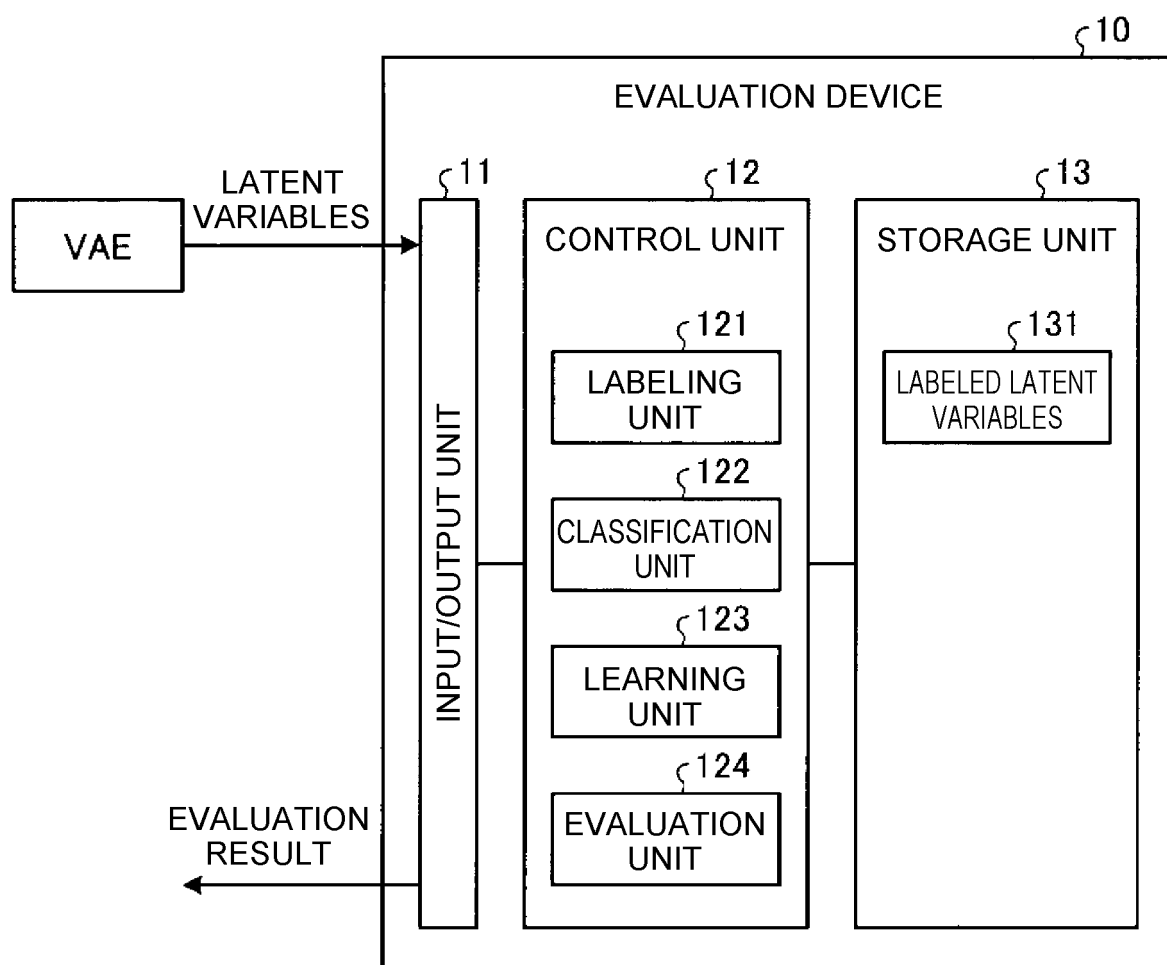 10
EVALUATION DEVICE
LATENT
VARIABLES
VAE
11
INPUT/OUTPUT UNIT
12
CONTROL UNIT
121
LABELING
UNIT
122
CLASSIFICATION
UNIT
123
LEARNING
UNIT
124
EVALUATION
UNIT
13
STORAGE UNIT
131
LABELED LATENT
VARIABLES
EVALUATION
RESULT